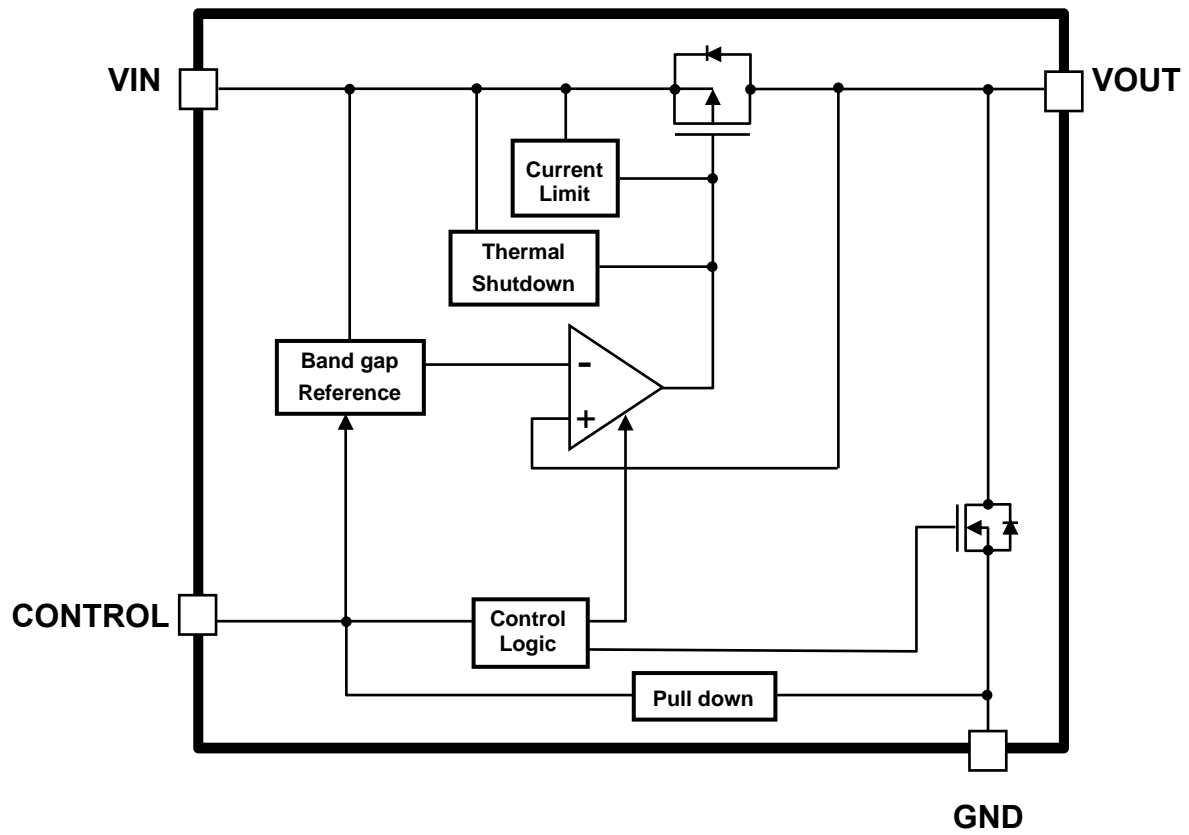 VIN
VOUT
Current
Limit
Thermal
Shutdown
Band gap
Reference
-
+
CONTROL
Control
Logic
Pull down
GND